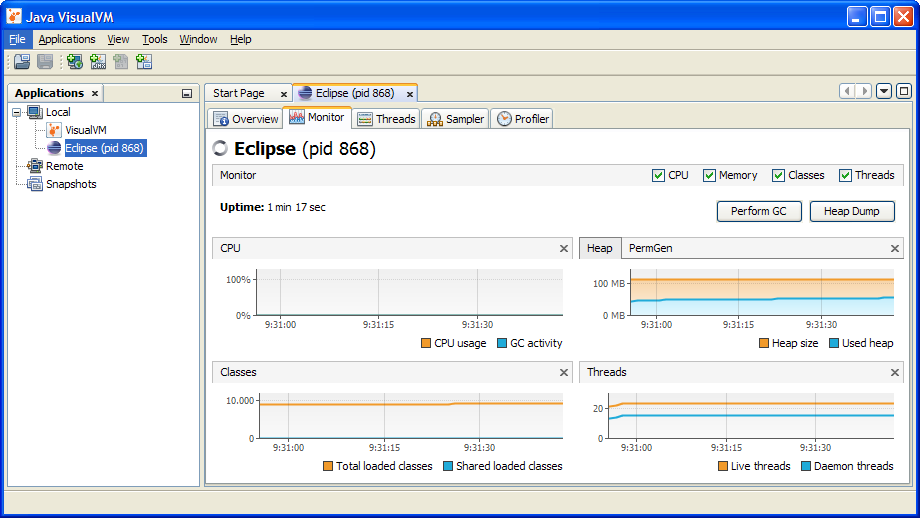 Java VisualVM
File Applications View Tools Window Help
Applications
Local
VisualVM
Eclipse (pid 868)
Remote
Snapshots
Start Page Eclipse (pid 868)
Overview Monitor Threads Sampler Profiler
Eclipse (pid 868)
Monitor CPU Memory Classes Threads
Uptime: 1 min 17 sec
Perform GC Heap Dump
CPU
100%
0%
9:31:00 9:31:15 9:31:30
CPU usage GC activity
Heap PermGen
100 MB
0 MB
9:31:00 9:31:15 9:31:30
Heap size Used heap
Classes
10.000
0
9:31:00 9:31:15 9:31:30
Total loaded classes Shared loaded classes
Threads
20
0
9:31:00 9:31:15 9:31:30
Live threads Daemon threads